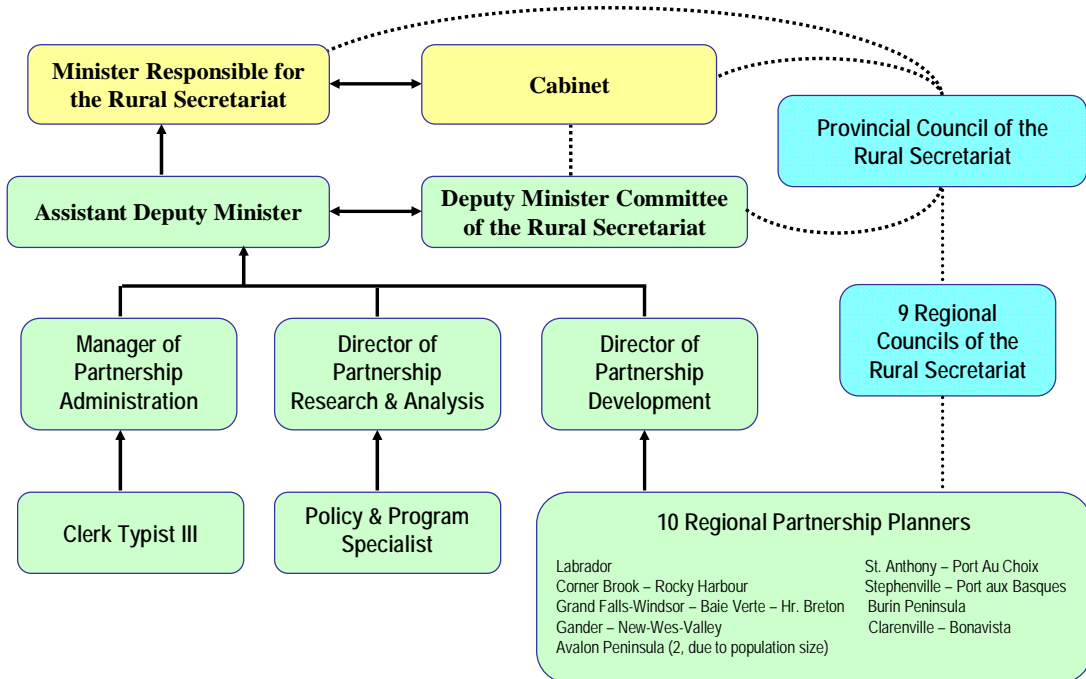 Minister Responsible for
the Rural Secretariat
Cabinet
Provincial Council of the
Rural Secretariat
Assistant Deputy Minister
Deputy Minister Committee
of the Rural Secretariat
Manager of
Partnership
Administration
Director of
Partnership
Research & Analysis
Director of
Partnership
Development
9 Regional
Councils of the
Rural Secretariat
Clerk Typist III
Policy & Program
Specialist
10 Regional Partnership Planners
Labrador
Corner Brook – Rocky Harbour
Grand Falls-Windsor – Baie Verte – Hr. Breton
Gander – New-Wes-Valley
Avalon Peninsula (2, due to population size)
St. Anthony – Port Au Choix
Stephenville – Port aux Basques
Burin Peninsula
Clarenville – Bonavista